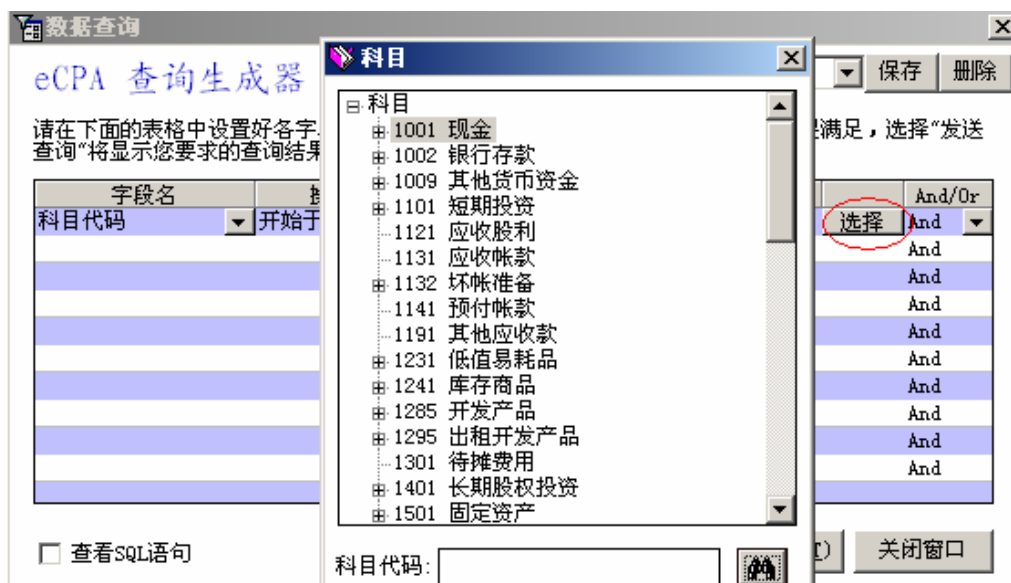 数据查询
科目
eCPA 查询生成器
保存 删除
请在下面的表格中设置好各字
满足，选择“发送
查询”将显示您要求的查询结果
字段名
And/Or
科目代码
开始于
选择
And
And
And
And
And
And
And
And
And
And
科目
1001 现金
1002 银行存款
1009 其他货币资金
1101 短期投资
1121 应收股利
1131 应收帐款
1132 坏帐准备
1141 预付帐款
1191 其他应收款
1231 低值易耗品
1241 库存商品
1285 开发产品
1295 出租开发产品
1301 待摊费用
1401 长期股权投资
1501 固定资产
查看SQL语句
科目代码:
关闭窗口